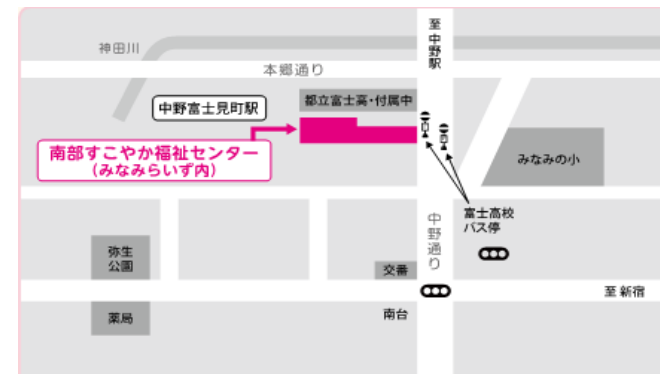 至中野駅
神田川
本郷通り
都立富士高・付属中
中野富士見町駅
南部すこやか福祉センター
(みなみらいず内)
みなみの小
富士高校
バス停
中野通り
弥生
公園
交番
至 新宿
薬局
南台